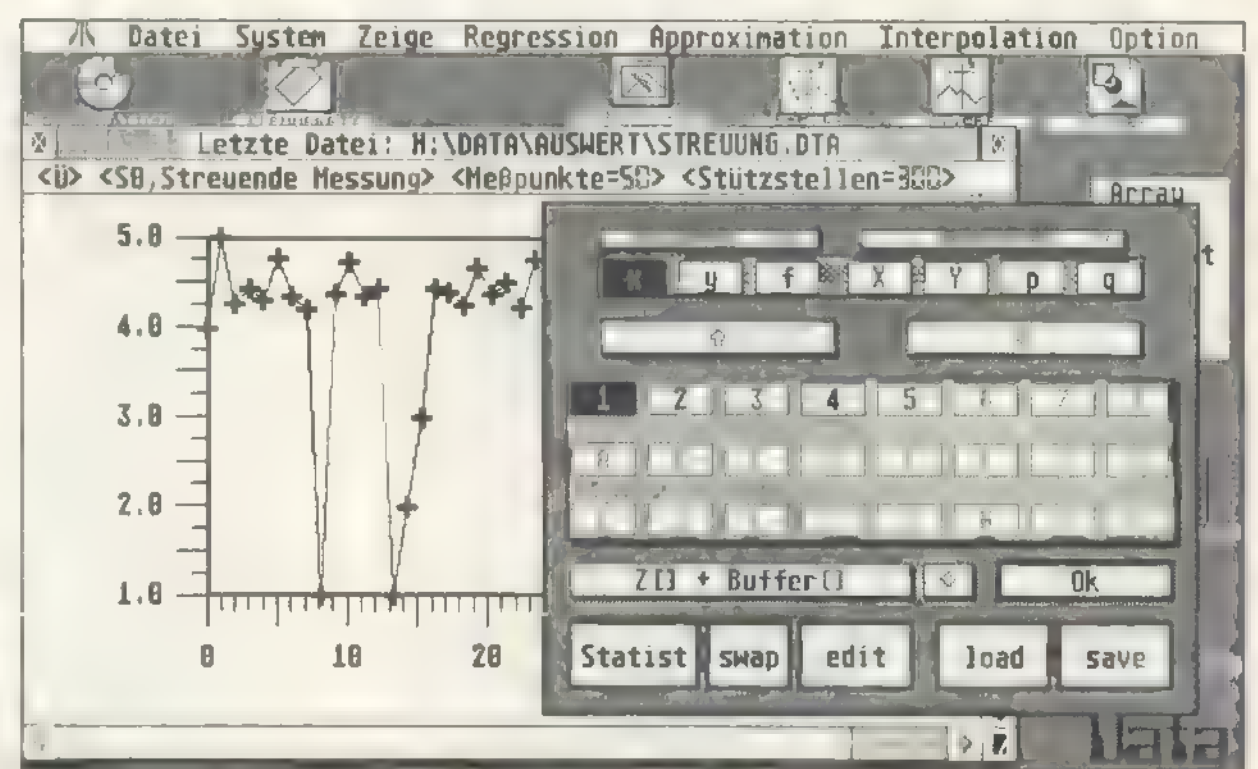 Datei System Zeige Regression Approximation Interpolation Option
Letzte Datei: M:\DATA\AUSWERT\STREUUNG.DTA
<Ü> <S0,Streuende Messung> <Meßpunkte=50> <Stützstellen=300>
Array
5.0
4.0
3.0
2.0
1.0
0 10 20
y f X Y p q
1 2 3 4 5
Z[] + Buffer[]
Ok
Statist swap edit load save